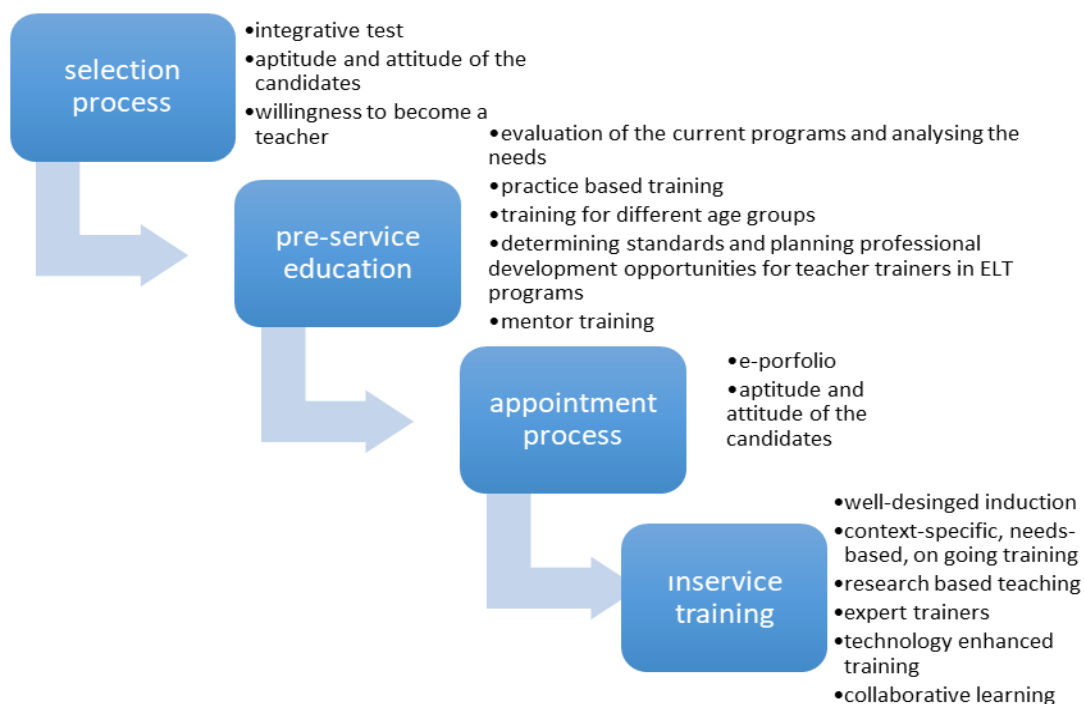 selection
process
•integrative test
•aptitude and attitude of the
candidates
•willingness to become a
teacher
pre-service
education
•evaluation of the current programs and analysing the
needs
•practice based training
•training for different age groups
•determining standards and planning professional
development opportunities for teacher trainers in ELT
programs
•mentor training
appointment
process
•e-porfolio
•aptitude and
attitude of the
candidates
ınservice
training
•well-desinged induction
•context-specific, needs-
based, on going training
•research based teaching
•expert trainers
•technology enhanced
training
•collaborative learning